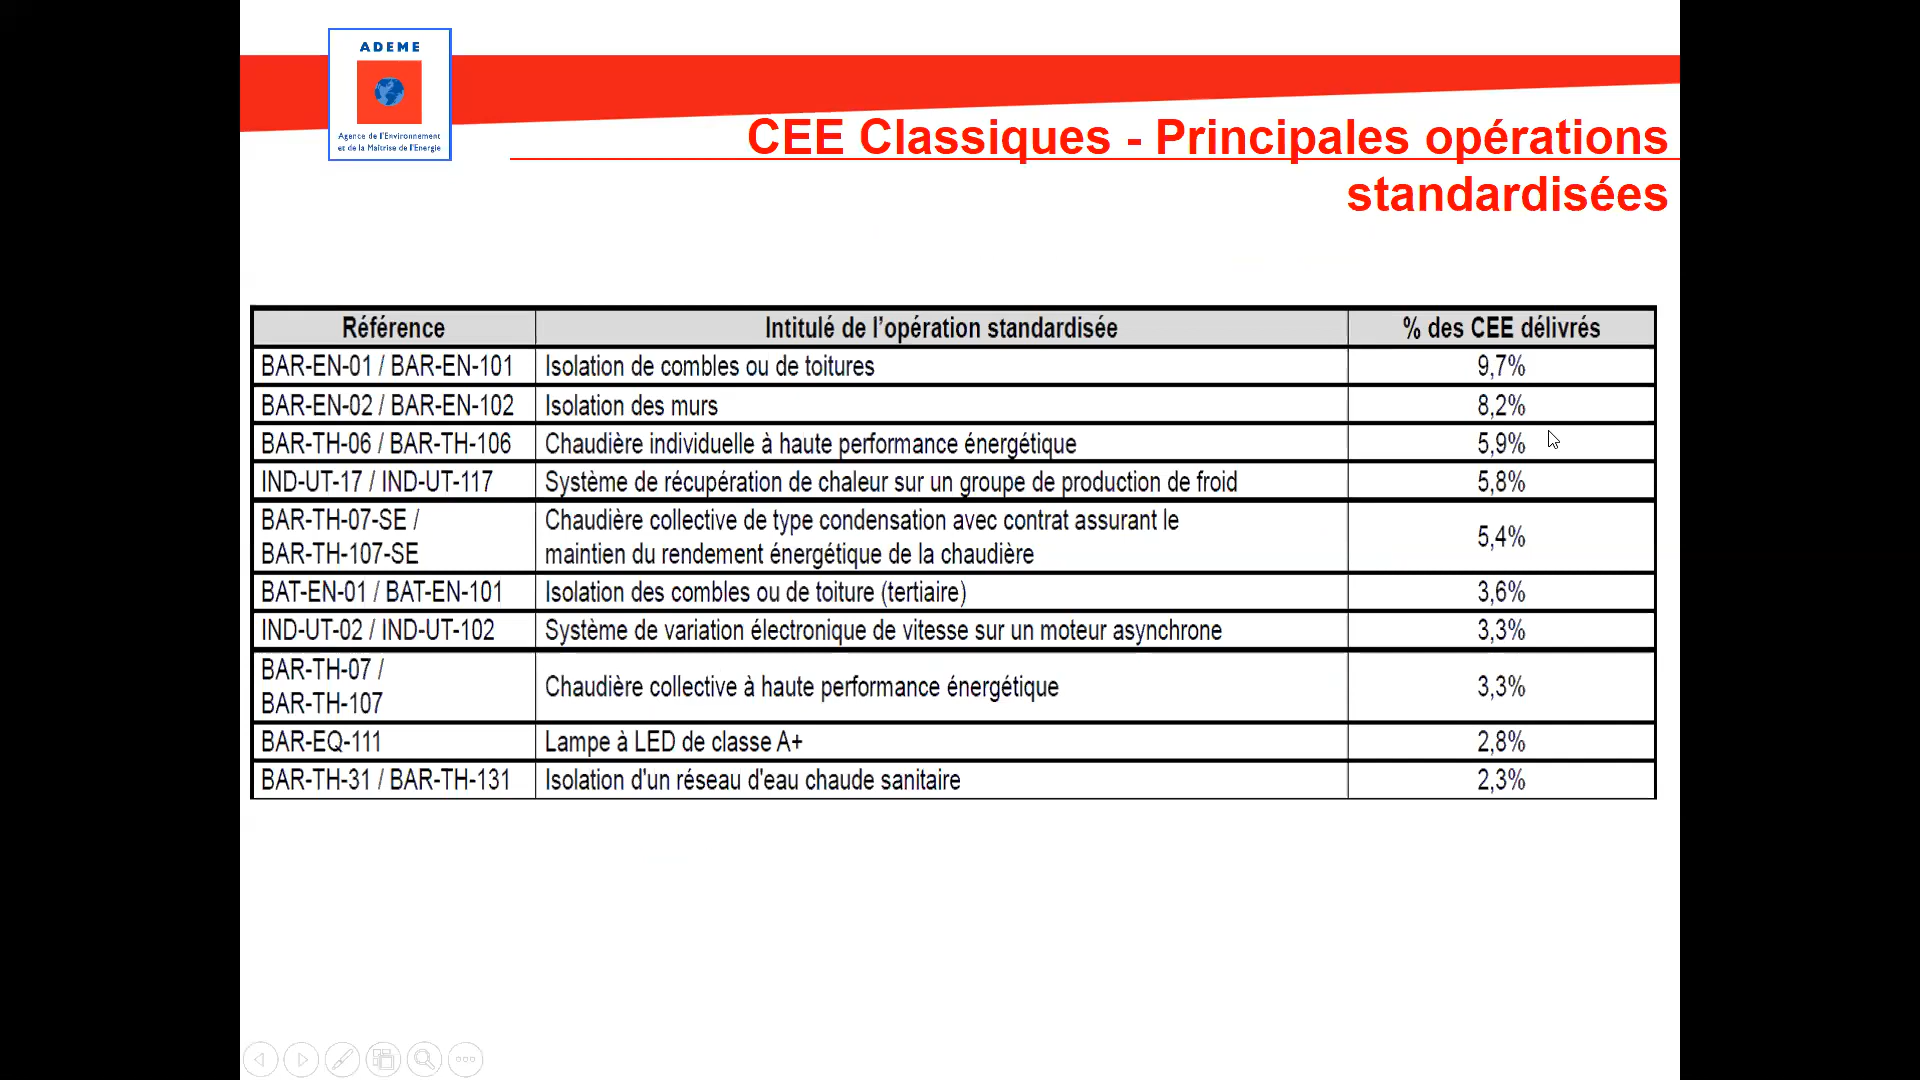 ADEME
Agence de l'Environnement
et de la Maîtrise de l'Energie
CEE Classiques - Principales opérations
standardisées
Référence Intitulé de l’opération standardisée % des CEE délivrés
BAR-EN-01 / BAR-EN-101 Isolation de combles ou de toitures 9,7%
BAR-EN-02 / BAR-EN-102 Isolation des murs 8,2%
BAR-TH-06 / BAR-TH-106 Chaudière individuelle à haute performance énergétique 5,9%
IND-UT-17 / IND-UT-117 Système de récupération de chaleur sur un groupe de production de froid 5,8%
BAR-TH-07-SE / Chaudière collective de type condensation avec contrat assurant le
BAR-TH-107-SE maintien du rendement énergétique de la chaudière 5,4%
BAT-EN-01 / BAT-EN-101 Isolation des combles ou de toiture (tertiaire) 3,6%
IND-UT-02 / IND-UT-102 Système de variation électronique de vitesse sur un moteur asynchrone 3,3%
BAR-TH-07 /
BAR-TH-107 Chaudière collective à haute performance énergétique 3,3%
BAR-EQ-111 Lampe à LED de classe A+ 2,8%
BAR-TH-31 / BAR-TH-131 Isolation d'un réseau d'eau chaude sanitaire 2,3%